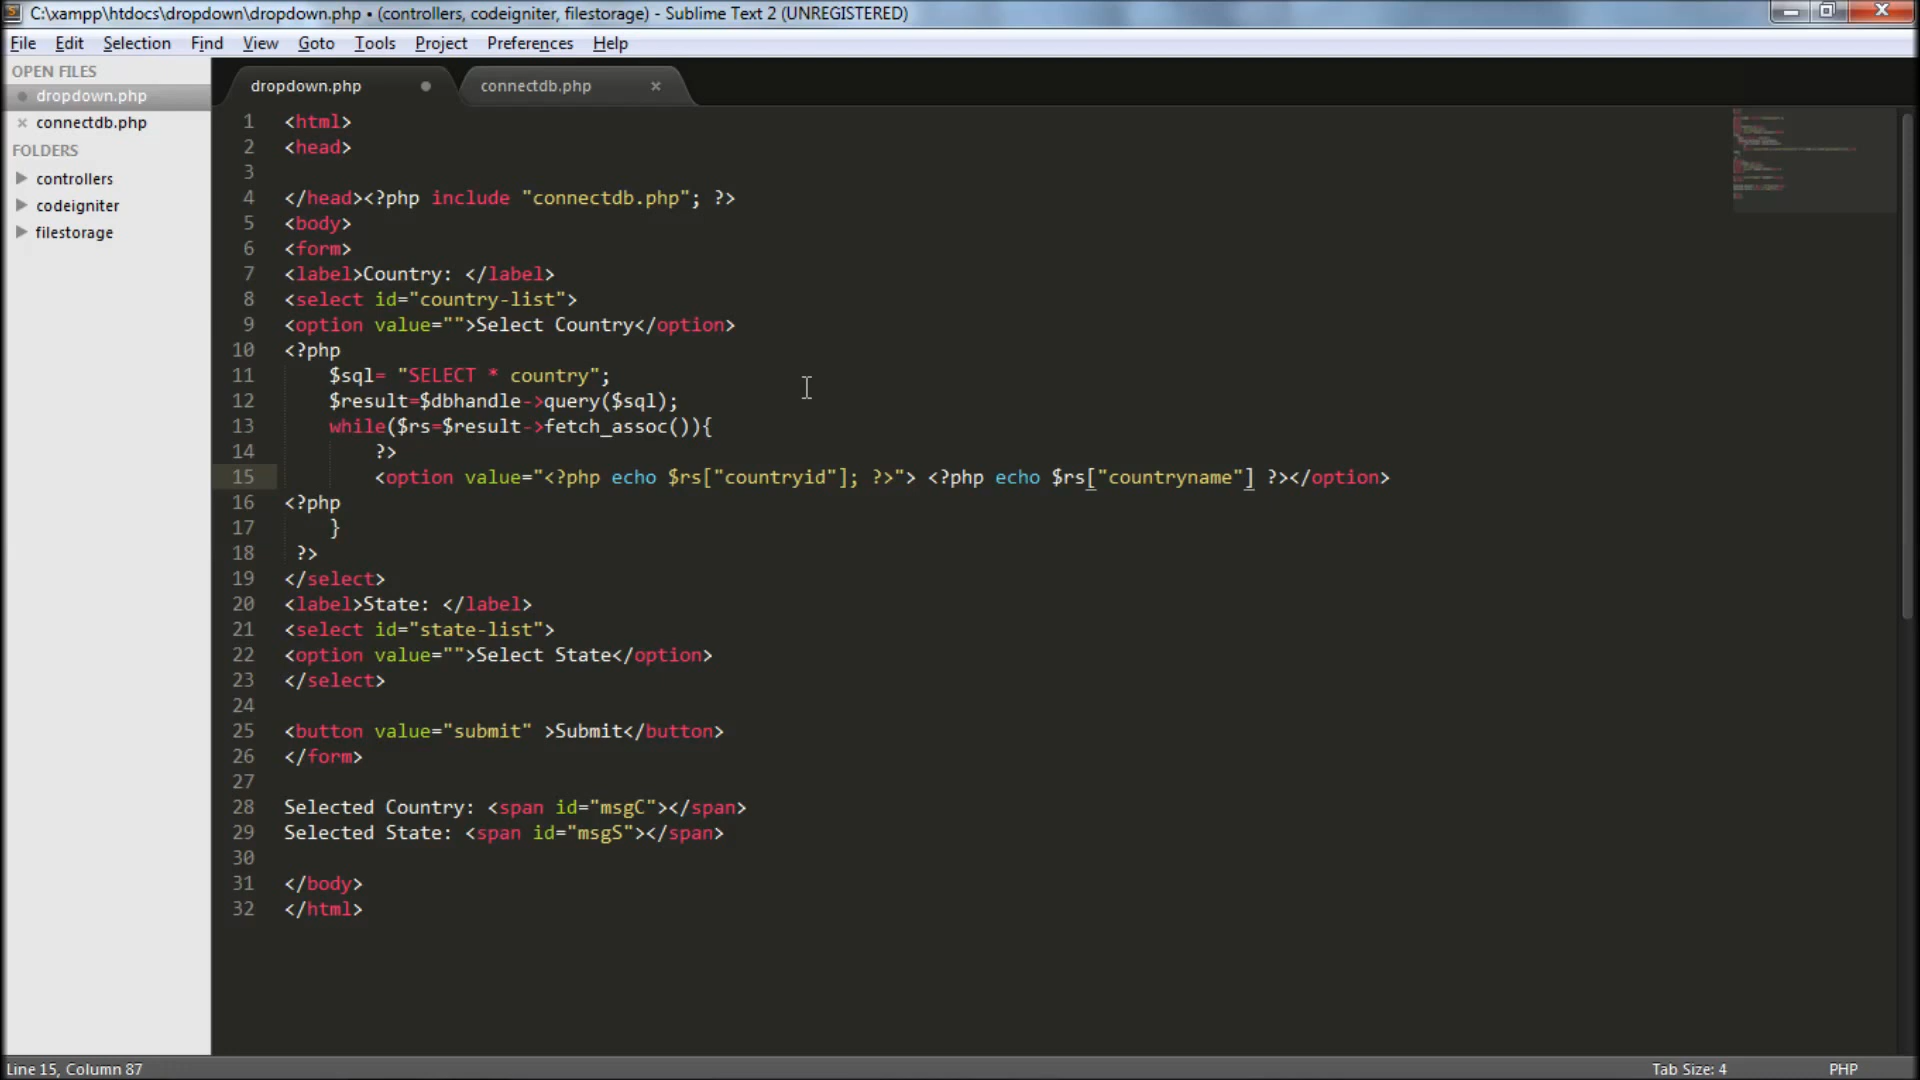 C:\xampp\htdocs\dropdown\dropdown.php • (controllers, codeigniter, filestorage) - Sublime Text 2 (UNREGISTERED)
File Edit Selection Find View Goto Tools Project Preferences Help
OPEN FILES
dropdown.php
connectdb.php
FOLDERS
controllers
codeigniter
filestorage
dropdown.php connectdb.php
1 <html>
2 <head>
3
4 </head><?php include "connectdb.php"; ?>
5 <body>
6 <form>
7 <label>Country: </label>
8 <select id="country-list">
9 <option value="">Select Country</option>
10 <?php
11 $sql= "SELECT * country";
12 $result=$dbhandle->query($sql);
13 while($rs=$result->fetch_assoc()){
14 ?>
15 <option value="<?php echo $rs["countryid"]; ?>"> <?php echo $rs["countryname"] ?></option>
16 <?php
17 }
18 ?>
19 </select>
20 <label>State: </label>
21 <select id="state-list">
22 <option value="">Select State</option>
23 </select>
24
25 <button value="submit" >Submit</button>
26 </form>
27
28 Selected Country: <span id="msgC"></span>
29 Selected State: <span id="msgS"></span>
30
31 </body>
32 </html>
Line 15, Column 87 Tab Size: 4 PHP